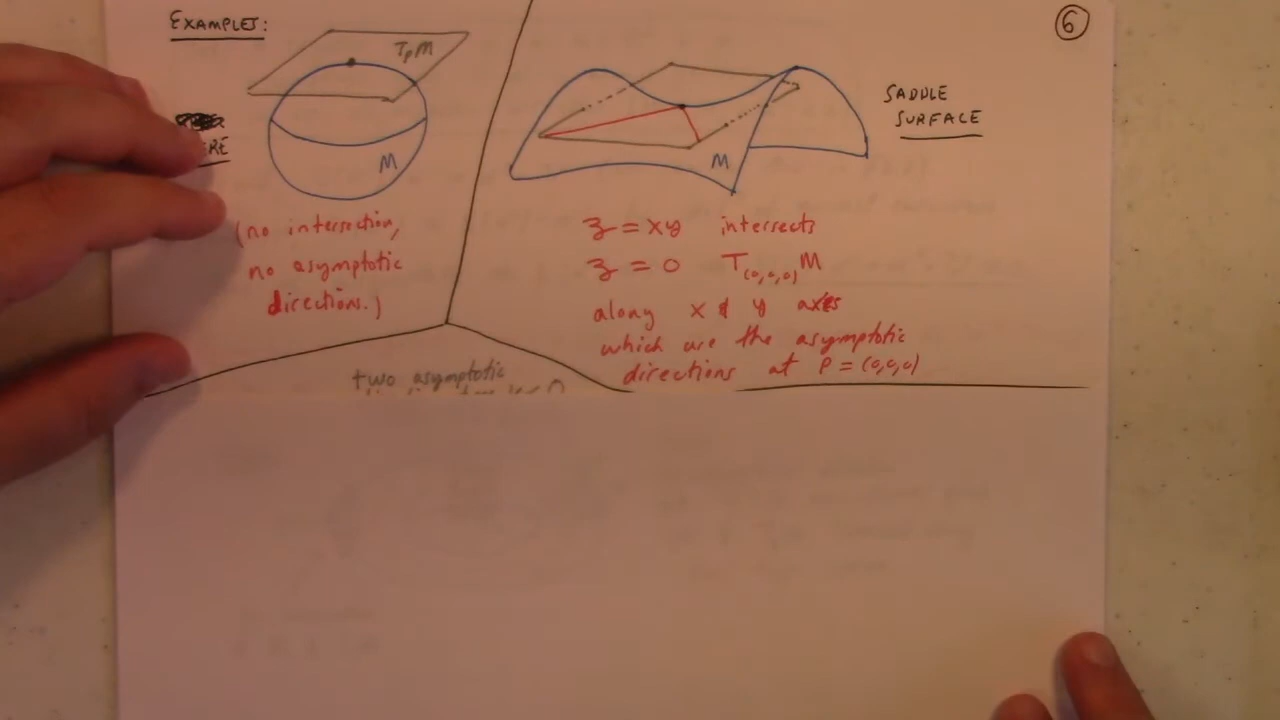 EXAMPLES:
6
TpM
M
(no intersection,
no asymptotic
directions.)
SADDLE
SURFACE
M
z = xy intersects
z = 0 T(0,0,0)M
along x & y axes
which are the asymptotic
directions at P = (0,0,0)
two asymptotic